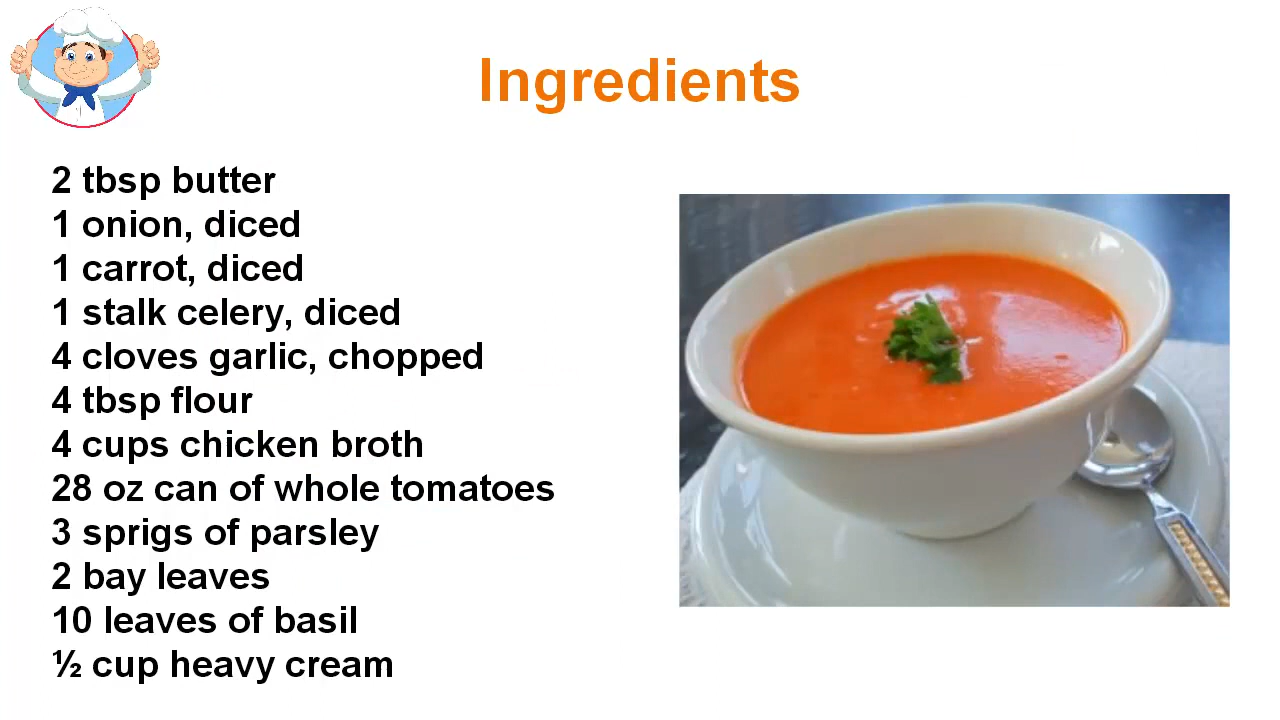 Ingredients
2 tbsp butter
1 onion, diced
1 carrot, diced
1 stalk celery, diced
4 cloves garlic, chopped
4 tbsp flour
4 cups chicken broth
28 oz can of whole tomatoes
3 sprigs of parsley
2 bay leaves
10 leaves of basil
½ cup heavy cream